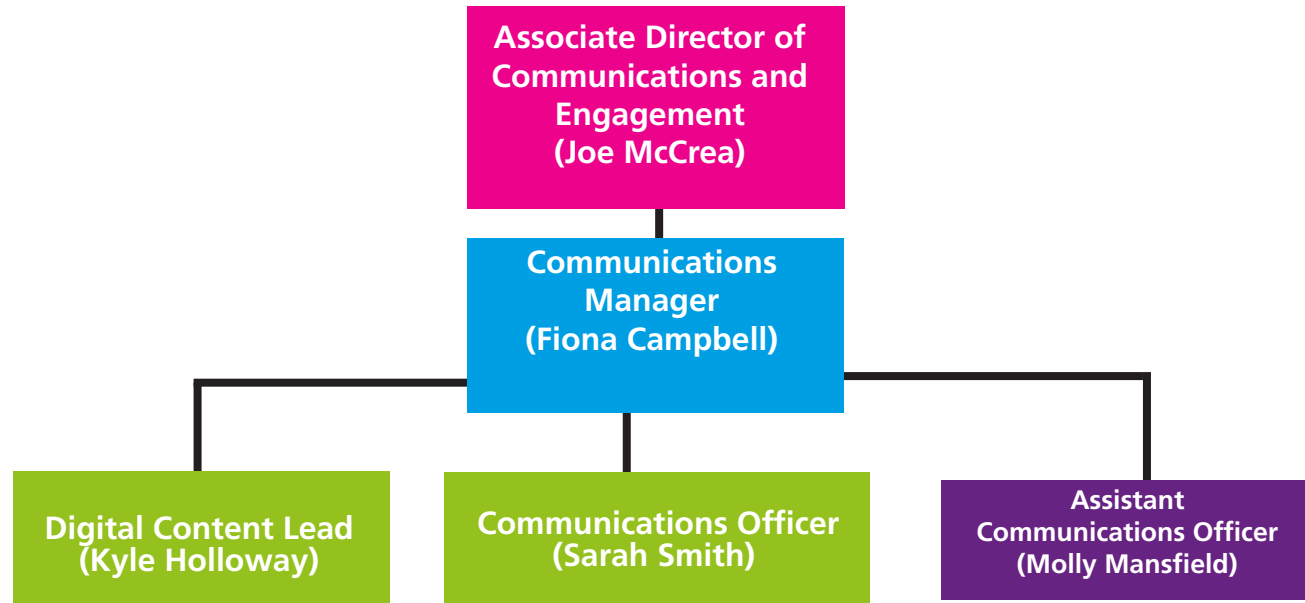 Associate Director of
Communications and
Engagement
(Joe McCrea)
Communications
Manager
(Fiona Campbell)
Digital Content Lead
(Kyle Holloway)
Communications Officer
(Sarah Smith)
Assistant
Communications Officer
(Molly Mansfield)